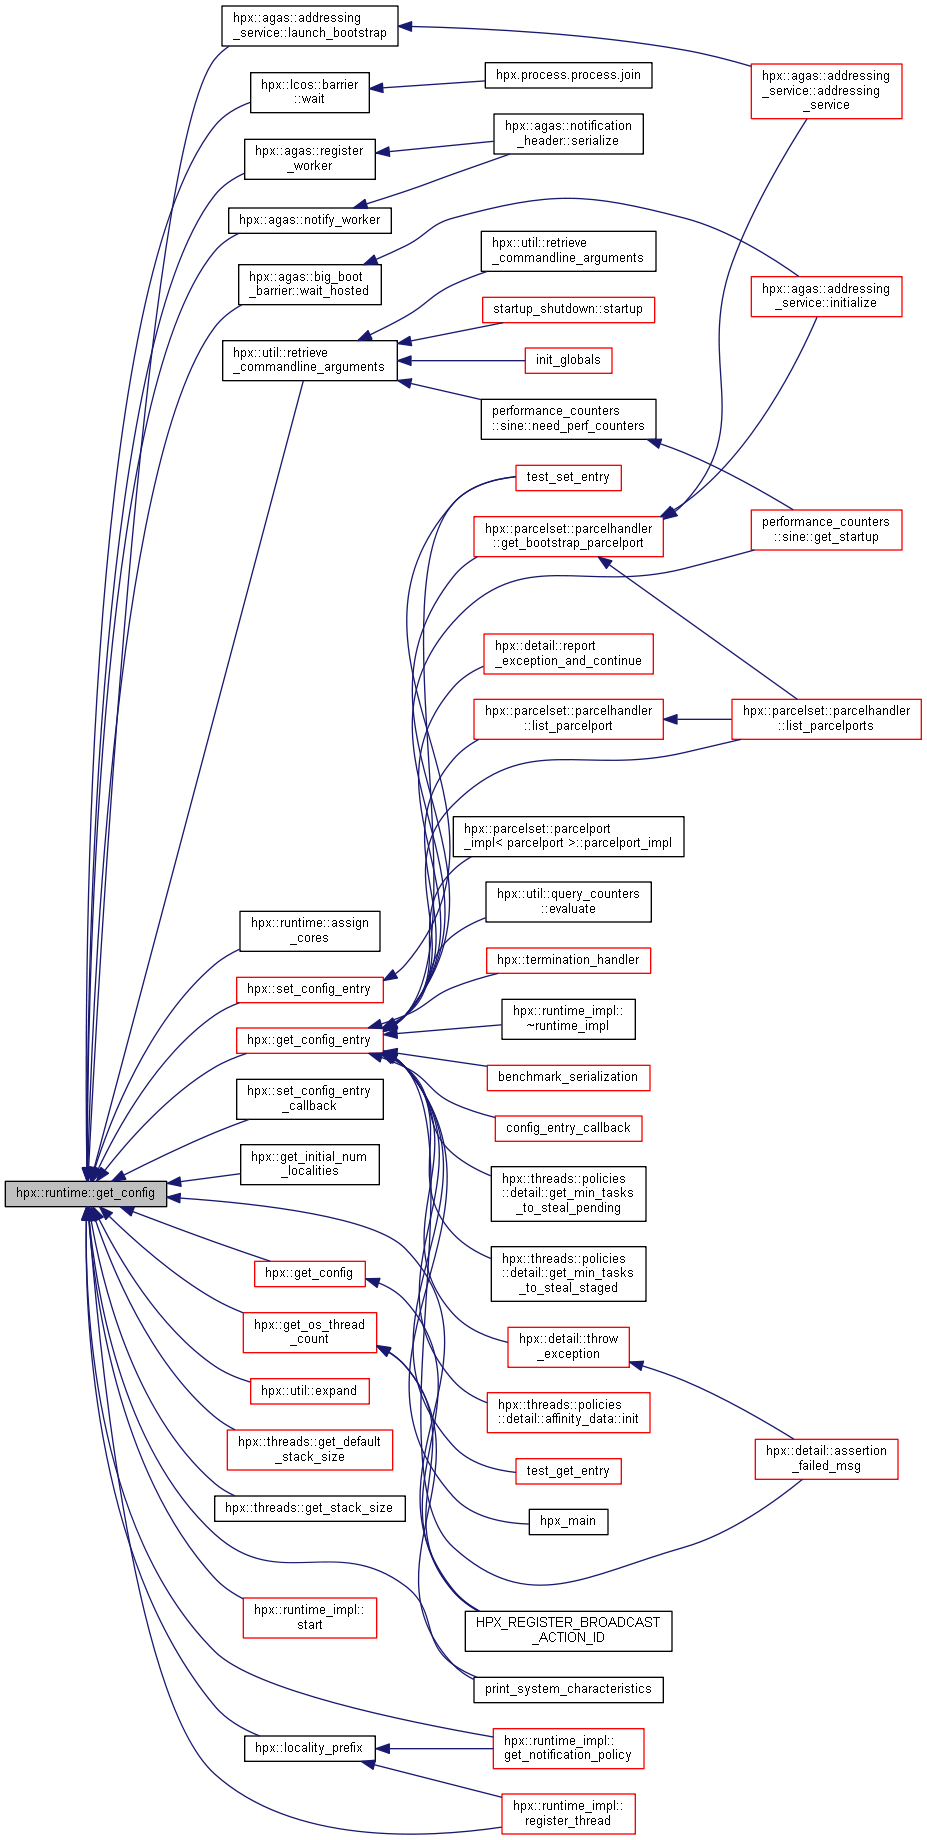 hpx::agas::addressing
_service::launch_bootstrap
hpx::lcos::barrier
::wait
hpx.process.process.join
hpx::agas::addressing
_service::addressing
_service
hpx::agas::register
_worker
hpx::agas::notification
_header::serialize
hpx::agas::notify_worker
hpx::agas::big_boot
_barrier::wait_hosted
hpx::util::retrieve
_commandline_arguments
hpx::agas::addressing
_service::initialize
startup_shutdown::startup
hpx::util::retrieve
_commandline_arguments
init_globals
performance_counters
::sine::need_perf_counters
test_set_entry
hpx::parcelset::parcelhandler
::get_bootstrap_parcelport
performance_counters
::sine::get_startup
hpx::detail::report
_exception_and_continue
hpx::parcelset::parcelhandler
::list_parcelport
hpx::parcelset::parcelhandler
::list_parcelports
hpx::parcelset::parcelport
_impl< parcelport >::parcelport_impl
hpx::util::query_counters
::evaluate
hpx::runtime::assign
_cores
hpx::termination_handler
hpx::set_config_entry
hpx::runtime_impl::
~runtime_impl
hpx::get_config_entry
benchmark_serialization
hpx::set_config_entry
_callback
config_entry_callback
hpx::get_initial_num
_localities
hpx::threads::policies
::detail::get_min_tasks
_to_steal_pending
hpx::runtime::get_config
hpx::threads::policies
::detail::get_min_tasks
_to_steal_staged
hpx::get_config
hpx::get_os_thread
_count
hpx::detail::throw
_exception
hpx::util::expand
hpx::threads::policies
::detail::affinity_data::init
hpx::threads::get_default
_stack_size
hpx::detail::assertion
_failed_msg
test_get_entry
hpx::threads::get_stack_size
hpx_main
hpx::runtime_impl::
start
HPX_REGISTER_BROADCAST
_ACTION_ID
print_system_characteristics
hpx::locality_prefix
hpx::runtime_impl::
get_notification_policy
hpx::runtime_impl::
register_thread